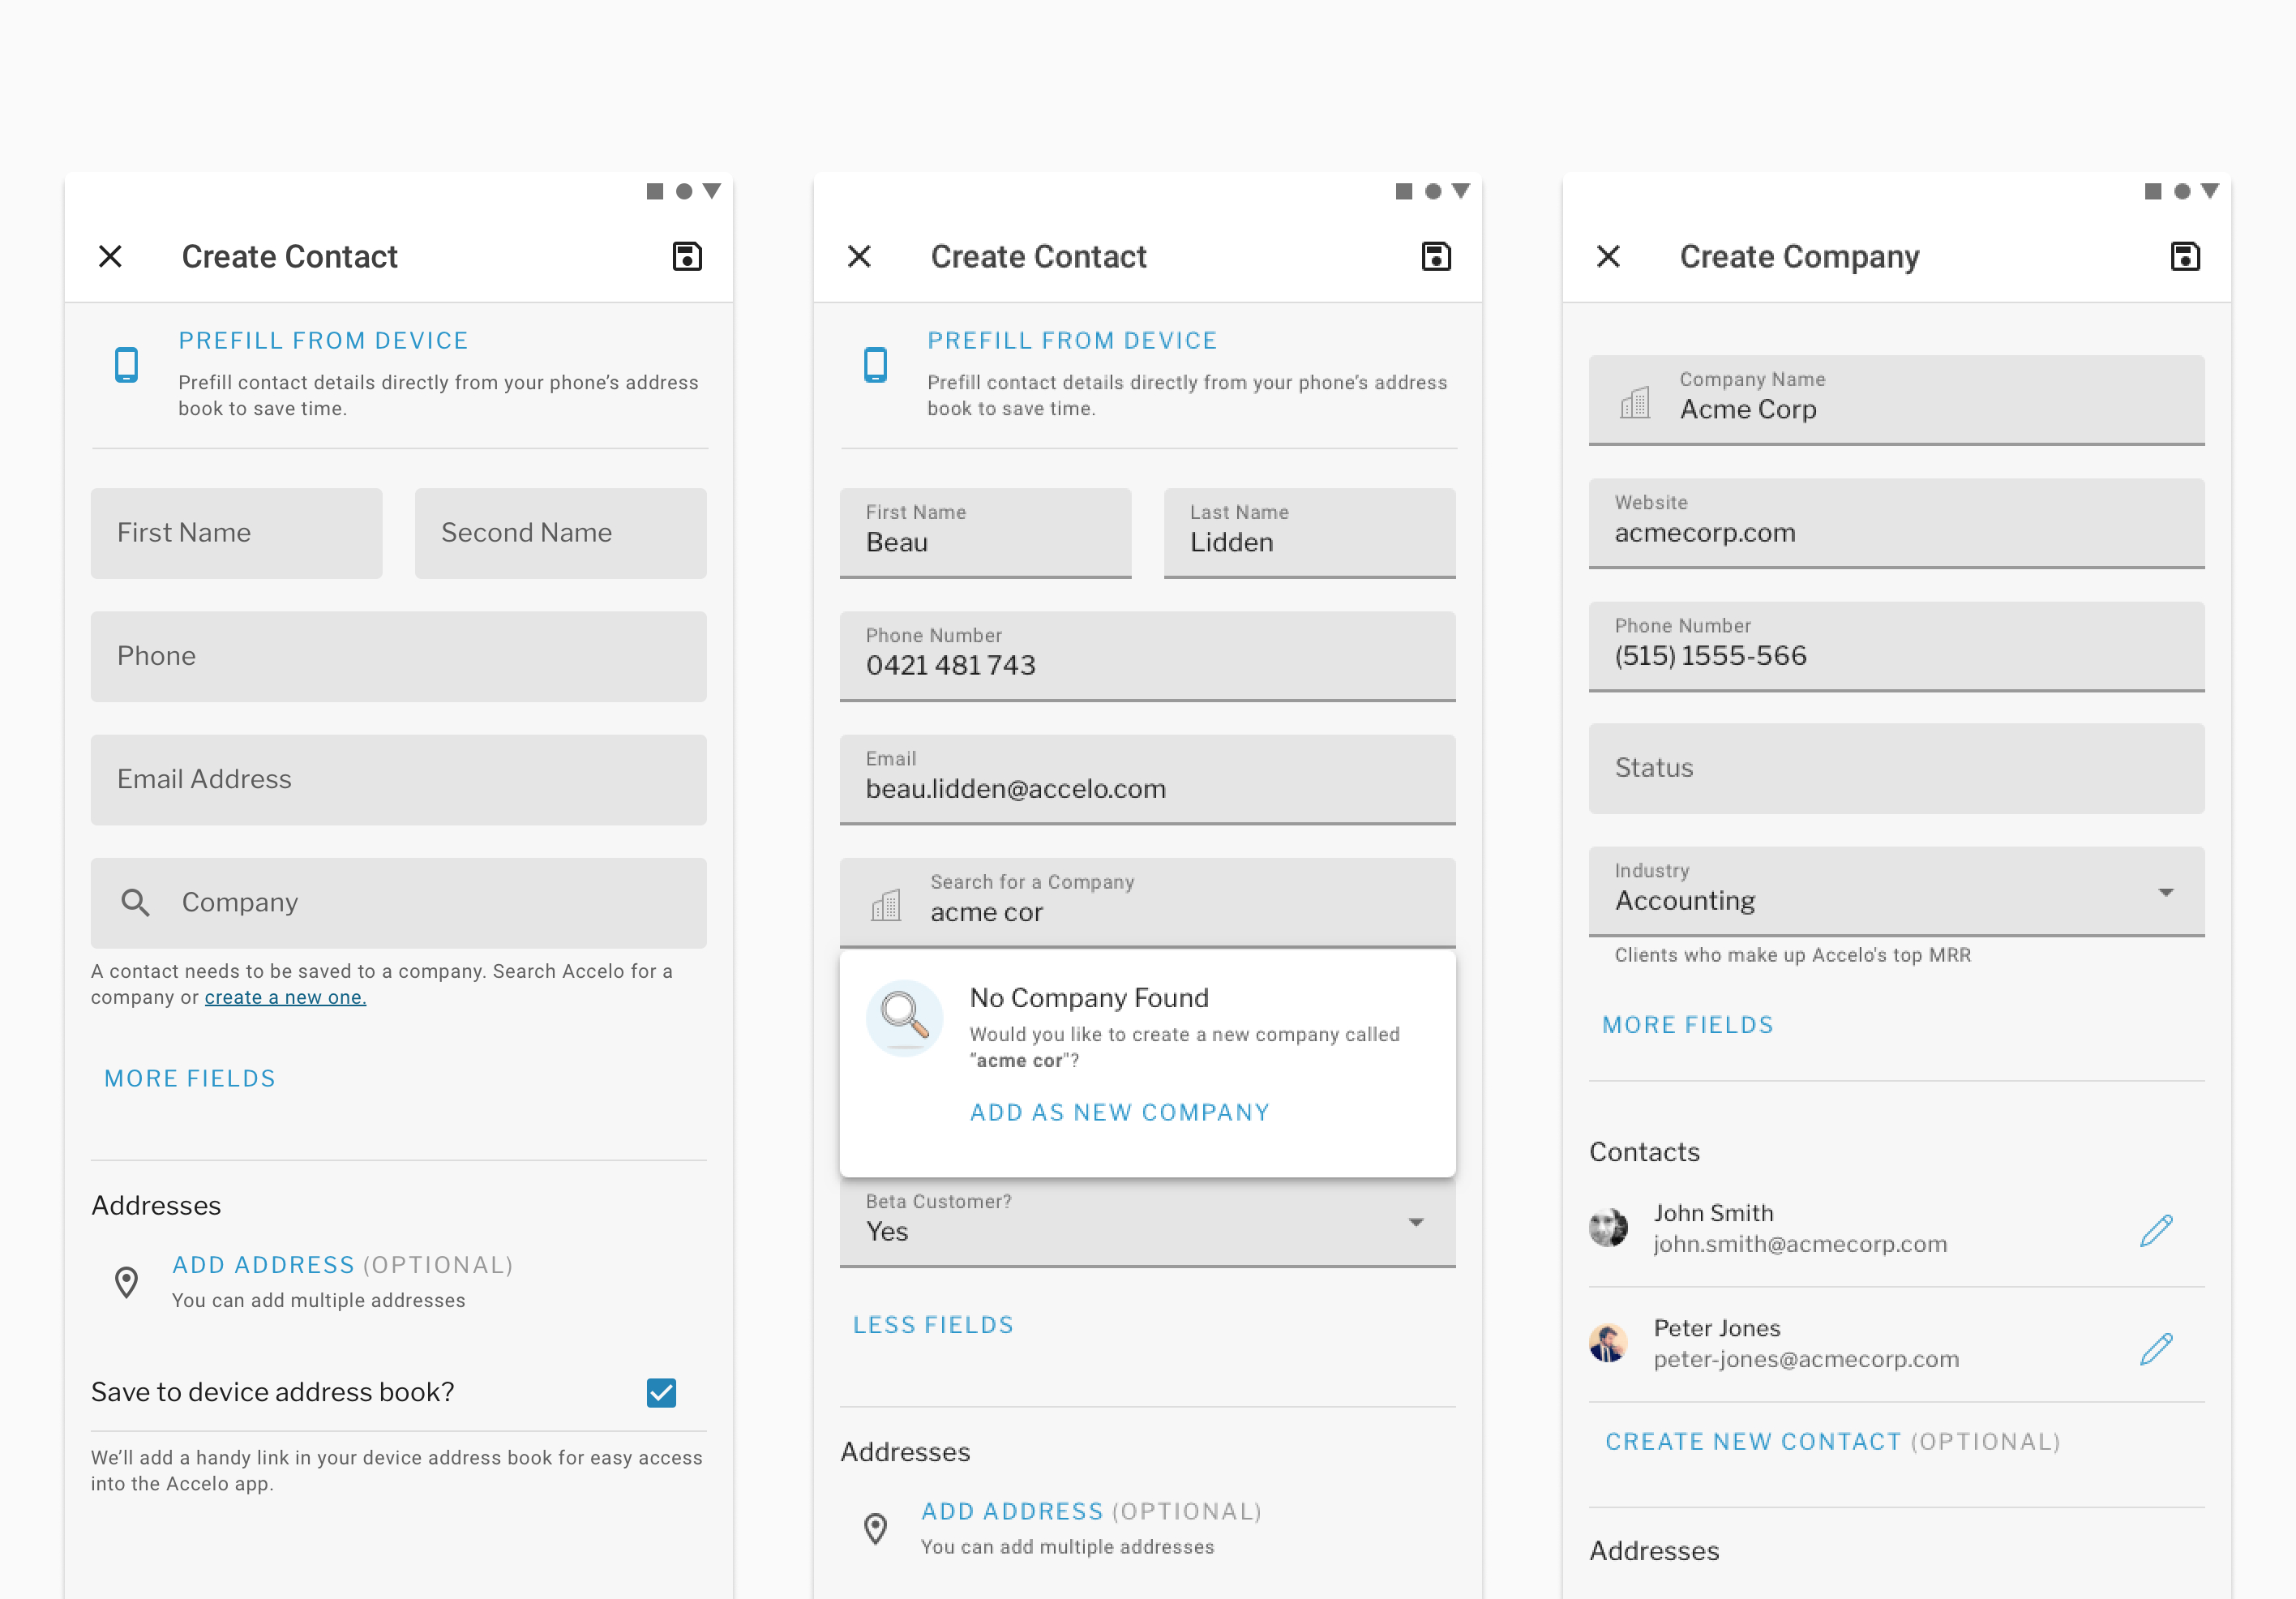 Create Contact
PREFILL FROM DEVICE
Prefill contact details directly from your phone’s address
book to save time.
First Name
Second Name
Phone
Email Address
Company
A contact needs to be saved to a company. Search Accelo for a
company or create a new one.
MORE FIELDS
Addresses
ADD ADDRESS (OPTIONAL)
You can add multiple addresses
Save to device address book?
We’ll add a handy link in your device address book for easy access
into the Accelo app.
Create Contact
PREFILL FROM DEVICE
Prefill contact details directly from your phone’s address
book to save time.
First Name
Beau
Last Name
Lidden
Phone Number
0421 481 743
Email
beau.lidden@accelo.com
Search for a Company
acme cor
No Company Found
Would you like to create a new company called
"acme cor"?
ADD AS NEW COMPANY
Beta Customer?
Yes
LESS FIELDS
Addresses
ADD ADDRESS (OPTIONAL)
You can add multiple addresses
Create Company
Company Name
Acme Corp
Website
acmecorp.com
Phone Number
(515) 1555-566
Status
Industry
Accounting
Clients who make up Accelo's top MRR
MORE FIELDS
Contacts
John Smith
john.smith@acmecorp.com
Peter Jones
peter-jones@acmecorp.com
CREATE NEW CONTACT (OPTIONAL)
Addresses